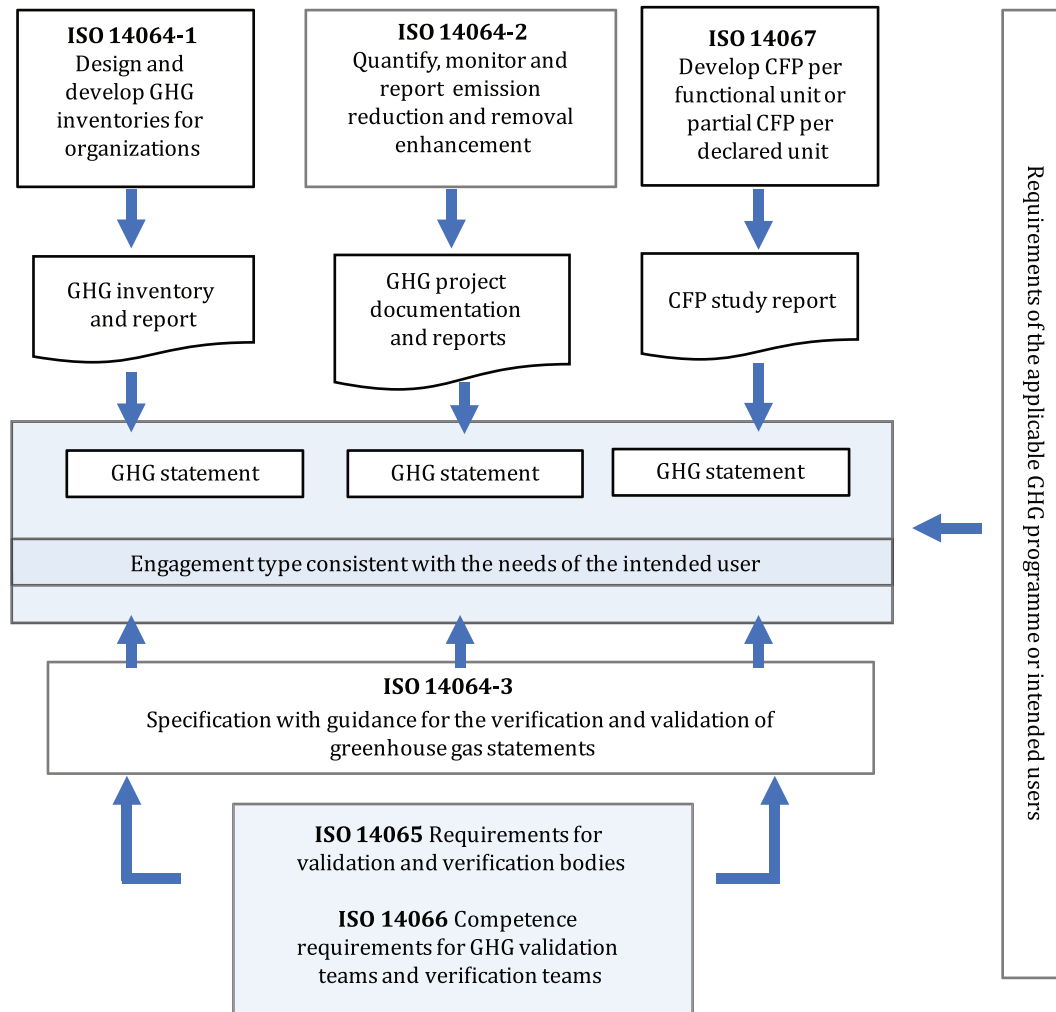 ISO 14064-1
Design and
develop GHG
inventories for
organizations
ISO 14064-2
Quantify, monitor and
report emission
reduction and removal
enhancement
ISO 14067
Develop CFP per
functional unit or
partial CFP per
declared unit
GHG inventory
and report
GHG project
documentation
and reports
CFP study report
GHG statement
GHG statement
GHG statement
Engagement type consistent with the needs of the intended user
ISO 14064-3
Specification with guidance for the verification and validation of
greenhouse gas statements
ISO 14065 Requirements for
validation and verification bodies
ISO 14066 Competence
requirements for GHG validation
teams and verification teams
Requirements of the applicable GHG programme or intended users